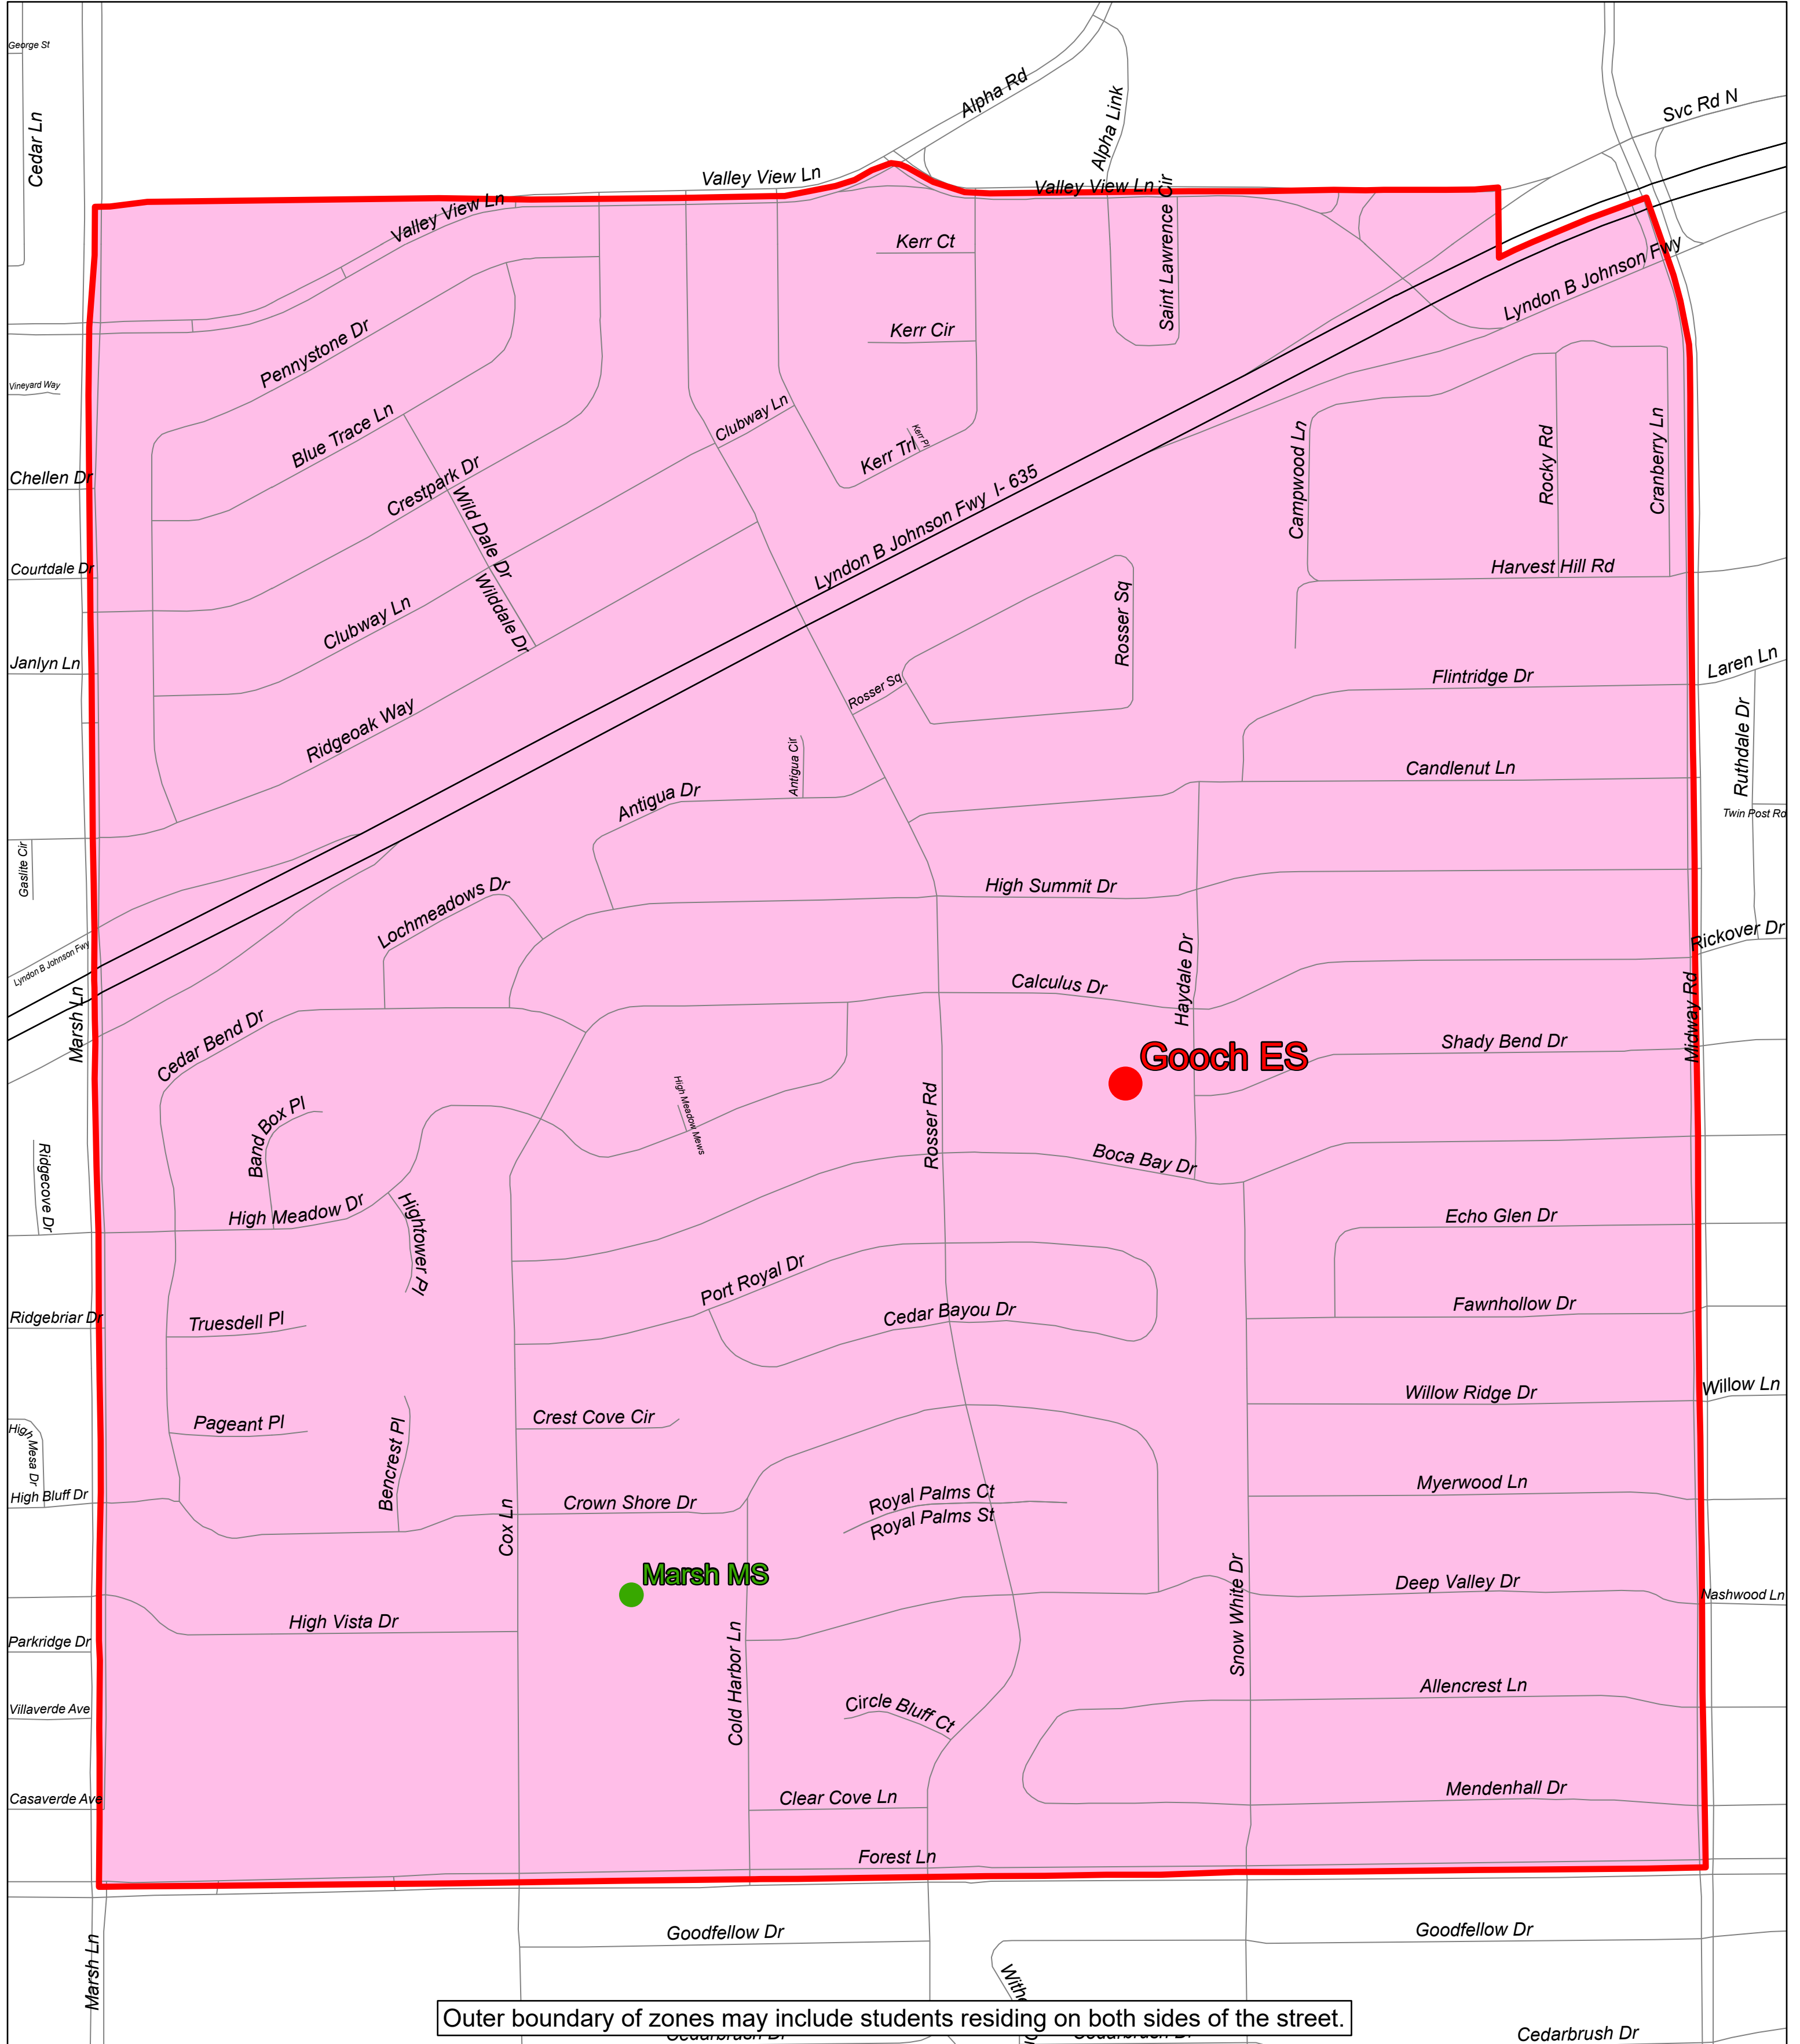 George St
Cedar Ln
Alpha Rd
Alpha Link
Svc Rd N
Valley View Ln
Valley View Ln
Valley View Ln
Saint Lawrence Cir
Kerr Ct
Kerr Cir
Lyndon B Johnson Fwy
Pennystone Dr
Vineyard Way
Blue Trace Ln
Clubway Ln
Kerr Trl
Kerr Pl
Campwood Ln
Rocky Rd
Cranberry Ln
Chellen Dr
Crestpark Dr
Wild Dale Dr
Lyndon B Johnson Fwy I- 635
Courtdale Dr
Harvest Hill Rd
Clubway Ln
Wilddale Dr
Rosser Sq
Janlyn Ln
Laren Ln
Flintridge Dr
Rosser Sq
Ridgeoak Way
Ruthdale Dr
Antigua Cir
Candlenut Ln
Antigua Dr
Twin Post Rd
Gaslite Cir
High Summit Dr
Lochmeadows Dr
Rickover Dr
Lyndon B Johnson Fwy
Haydale Dr
Calculus Dr
Marsh Ln
Midway Rd
Cedar Bend Dr
Shady Bend Dr
Gooch ES
High Meadow Mews
Band Box Pl
Rosser Rd
Boca Bay Dr
Ridgecove Dr
High Meadow Dr
Hightower Pl
Echo Glen Dr
Port Royal Dr
Ridgebriar Dr
Truesdell Pl
Cedar Bayou Dr
Fawnhollow Dr
Willow Ln
Willow Ridge Dr
Pageant Pl
Crest Cove Cir
High Mesa Dr
Bencrest Pl
Myerwood Ln
High Bluff Dr
Crown Shore Dr
Royal Palms Ct
Royal Palms St
Cox Ln
Marsh MS
Deep Valley Dr
Nashwood Ln
Snow White Dr
High Vista Dr
Parkridge Dr
Cold Harbor Ln
Allencrest Ln
Villaverde Ave
Circle Bluff Ct
Casaverde Ave
Clear Cove Ln
Mendenhall Dr
Forest Ln
Goodfellow Dr
Goodfellow Dr
Marsh Ln
Outer boundary of zones may include students residing on both sides of the street.
Cedarbrush Dr
Cedarbrush Dr
Cedarbrush Dr